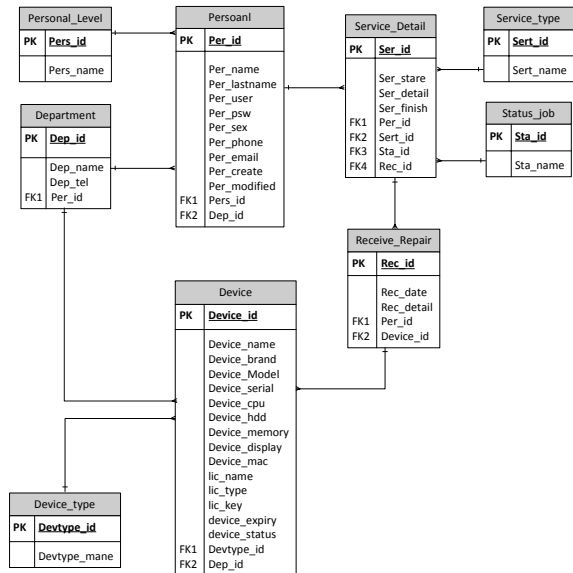 Personal_Level
PK Pers_id
Pers_name
Persoanl
PK Per_id
Per_name
Per_lastname
Per_user
Per_psw
Per_sex
Per_phone
Per_email
Per_create
Per_modified
FK1 Pers_id
FK2 Dep_id
Service_Detail
PK Ser_id
Ser_stare
Ser_detail
Ser_finish
FK1 Per_id
FK2 Sert_id
FK3 Sta_id
FK4 Rec_id
Service_type
PK Sert_id
Sert_name
Department
PK Dep_id
Dep_name
Dep_tel
FK1 Per_id
Status_job
PK Sta_id
Sta_name
Receive_Repair
PK Rec_id
Rec_date
Rec_detail
FK1 Per_id
FK2 Device_id
Device
PK Device_id
Device_name
Device_brand
Device_Model
Device_serial
Device_cpu
Device_hdd
Device_memory
Device_display
Device_mac
lic_name
lic_type
lic_key
device_expiry
device_status
FK1 Devtype_id
FK2 Dep_id
Device_type
PK Devtype_id
Devtype_mane